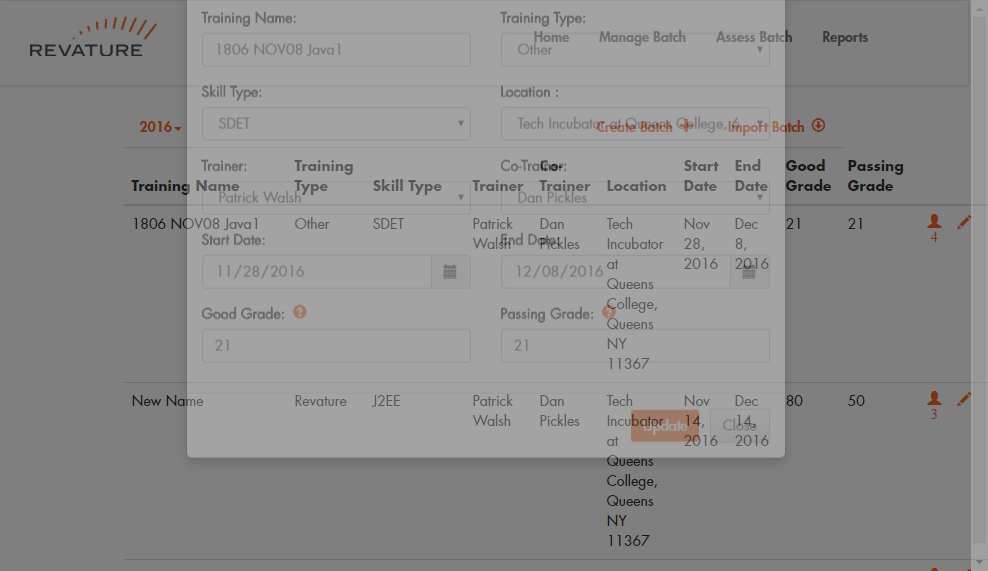 REVATURE
Home Manage Batch Assess Batch Reports
2016
Create Batch Import Batch
Training Name:
1806 NOV08 Java1
Training Type:
Other
Skill Type:
SDET
Location :
Tech Incubator at Queens College, 6
Trainer:
Patrick Walsh
Co-Trainer:
Dan Pickles
Start Date:
11/28/2016
End Date:
12/08/2016
Good Grade: ?
21
Passing Grade: ?
21
Update Close
Training Name
Training
Type
Skill Type
Trainer
Co-
Trainer
Location
Start
Date
End
Date
Good
Grade
Passing
Grade
1806 NOV08 Java1
Other
SDET
Patrick
Walsh
Dan
Pickles
Tech
Incubator
at
Queens
College,
Queens
NY
11367
Nov
28,
2016
Dec
8,
2016
21
21
4
New Name
Revature
J2EE
Patrick
Walsh
Dan
Pickles
Tech
Incubator
at
Queens
College,
Queens
NY
11367
Nov
14,
2016
Dec
14,
2016
80
50
3